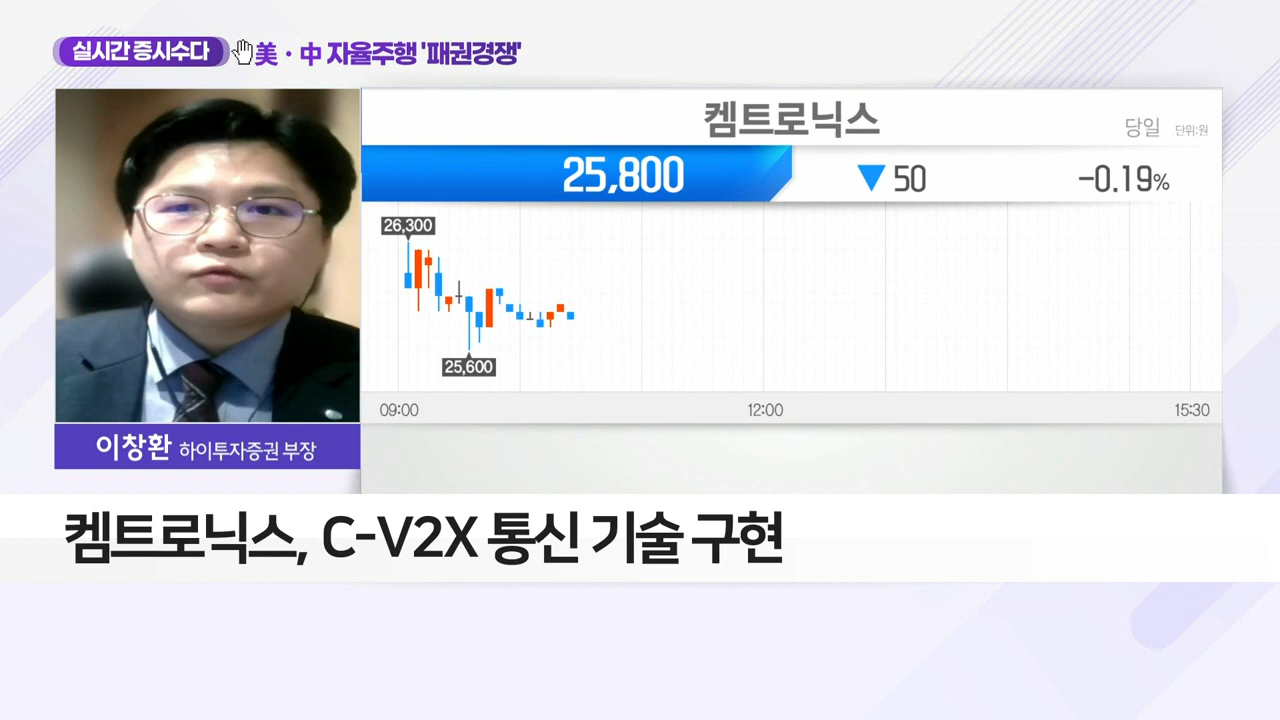 실시간 증시수다
美·中 자율주행 '패권경쟁'
켐트로닉스
당일 단위:원
25,800 ▼50 -0.19%
26,300
25,600
09:00 12:00 15:30
이창환 하이투자증권 부장
켐트로닉스, C-V2X 통신 기술 구현